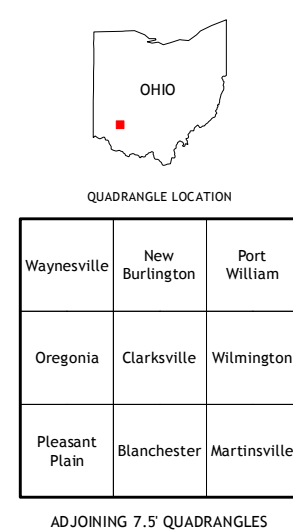 OHIO
QUADRANGLE LOCATION
Waynesville
New
Burlington
Port
William
Oregonia
Clarksville
Wilmington
Pleasant
Plain
Blanchester
Martinsville
ADJOINING 7.5' QUADRANGLES